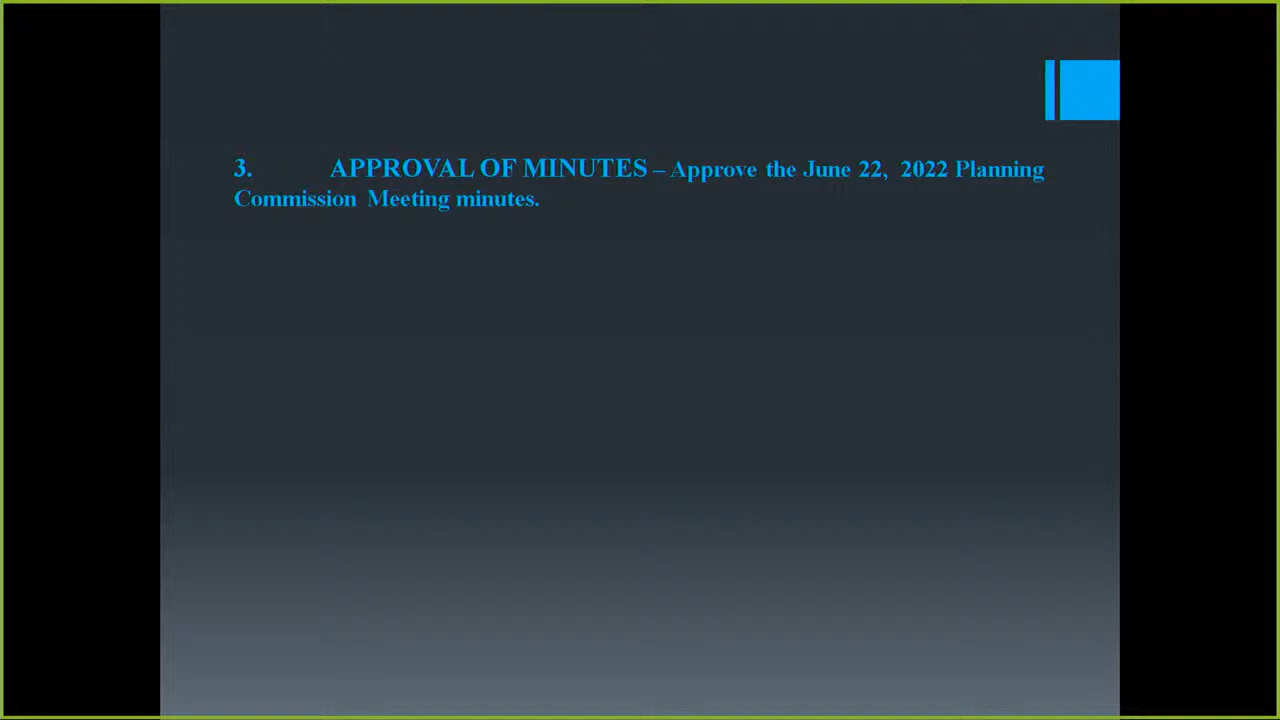 3. APPROVAL OF MINUTES – Approve the June 22, 2022 Planning
Commission Meeting minutes.